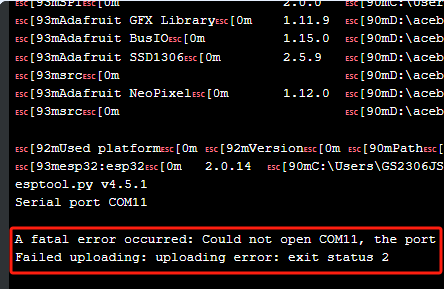 ESC[93mSPIESC[0m 2.0.0 ESC[90mC:\User
ESC[93mAdafruit GFX LibraryESC[0m 1.11.9 ESC[90mD:\aceb
ESC[93mAdafruit BusIOESC[0m 1.15.0 ESC[90mD:\aceb
ESC[93mAdafruit SSD1306ESC[0m 2.5.9 ESC[90mD:\aceb
ESC[93msrcESC[0m ESC[90mD:\aceb
ESC[93mAdafruit NeoPixelESC[0m 1.12.0 ESC[90mD:\aceb
ESC[93msrcESC[0m ESC[90mD:\aceb
ESC[92mUsed platformESC[0m ESC[92mVersionESC[0m ESC[90mPathESC[
ESC[93mesp32:esp32ESC[0m 2.0.14 ESC[90mC:\Users\GS2306JS
esptool.py v4.5.1
Serial port COM11
A fatal error occurred: Could not open COM11, the port
Failed uploading: uploading error: exit status 2